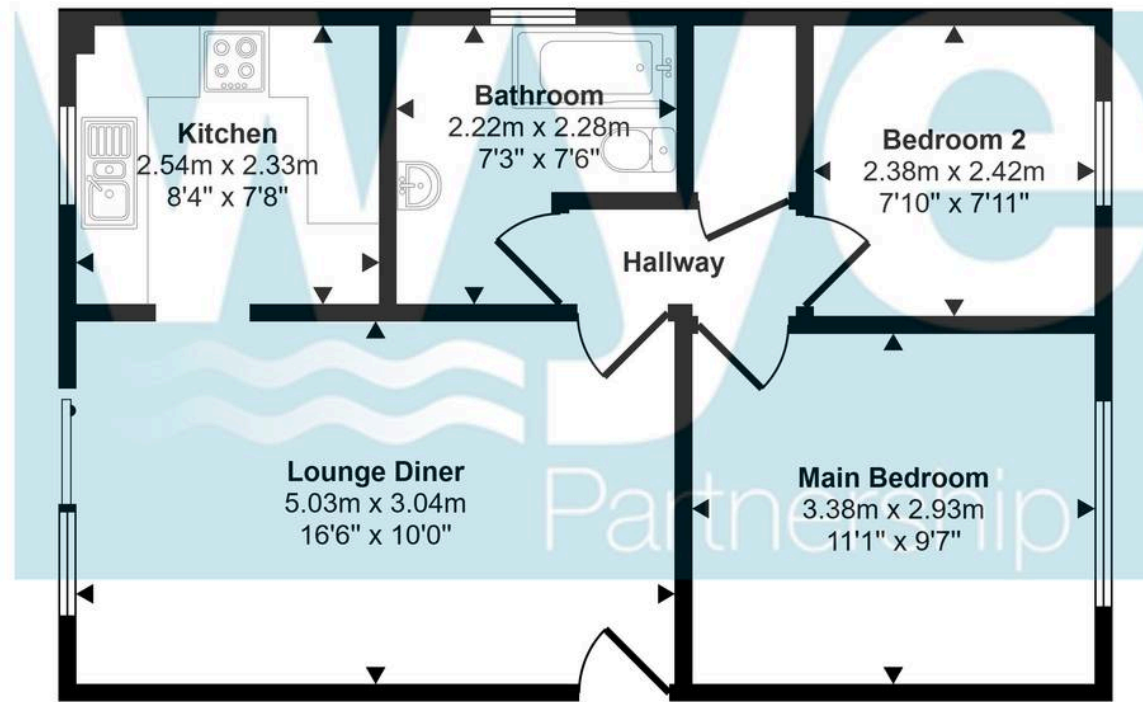 wye
Partnership
Kitchen
2.54m x 2.33m
8'4" x 7'8"
Bathroom
2.22m x 2.28m
7'3" x 7'6"
Bedroom 2
2.38m x 2.42m
7'10" x 7'11"
Hallway
Lounge Diner
5.03m x 3.04m
16'6" x 10'0"
Main Bedroom
3.38m x 2.93m
11'1" x 9'7"